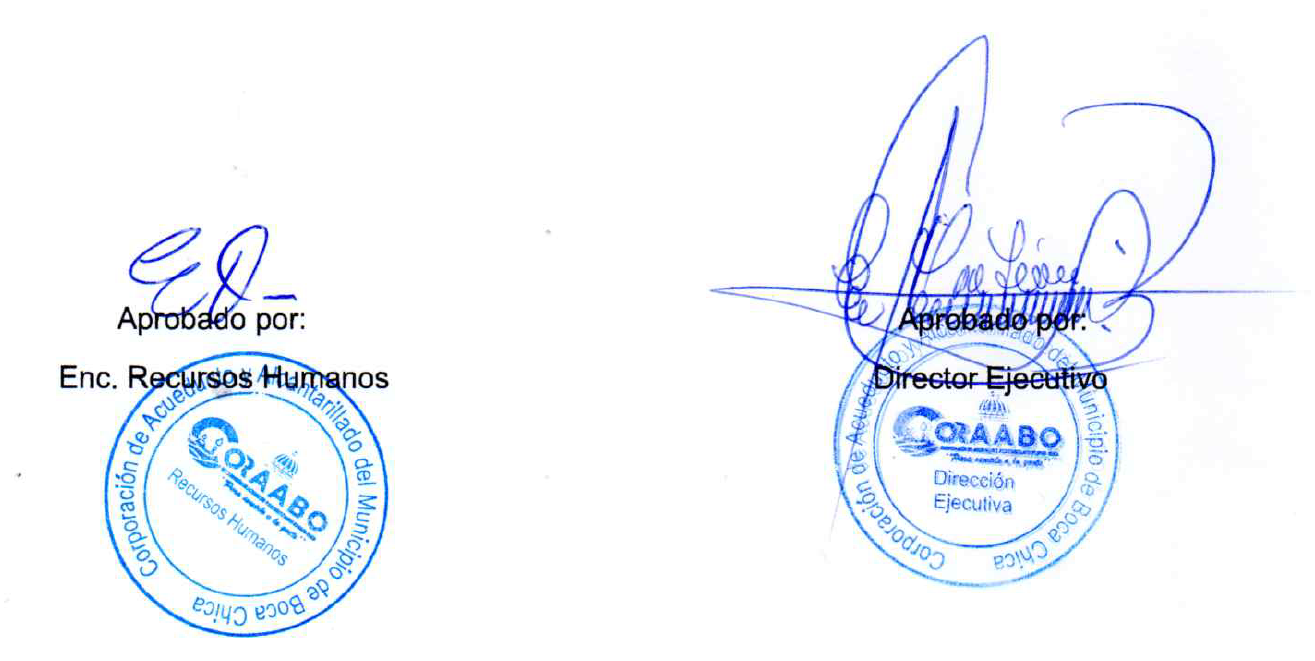 Aprobado por:
Enc. Recursos Humanos
Corporación de Acueducto y Alcantarillado del Municipio de Boca Chica
CORAABO
Recursos Humanos
Aprobado por:
Director Ejecutivo
Corporación de Acueducto y Alcantarillado del Municipio de Boca Chica
CORAABO
Dirección
Ejecutiva